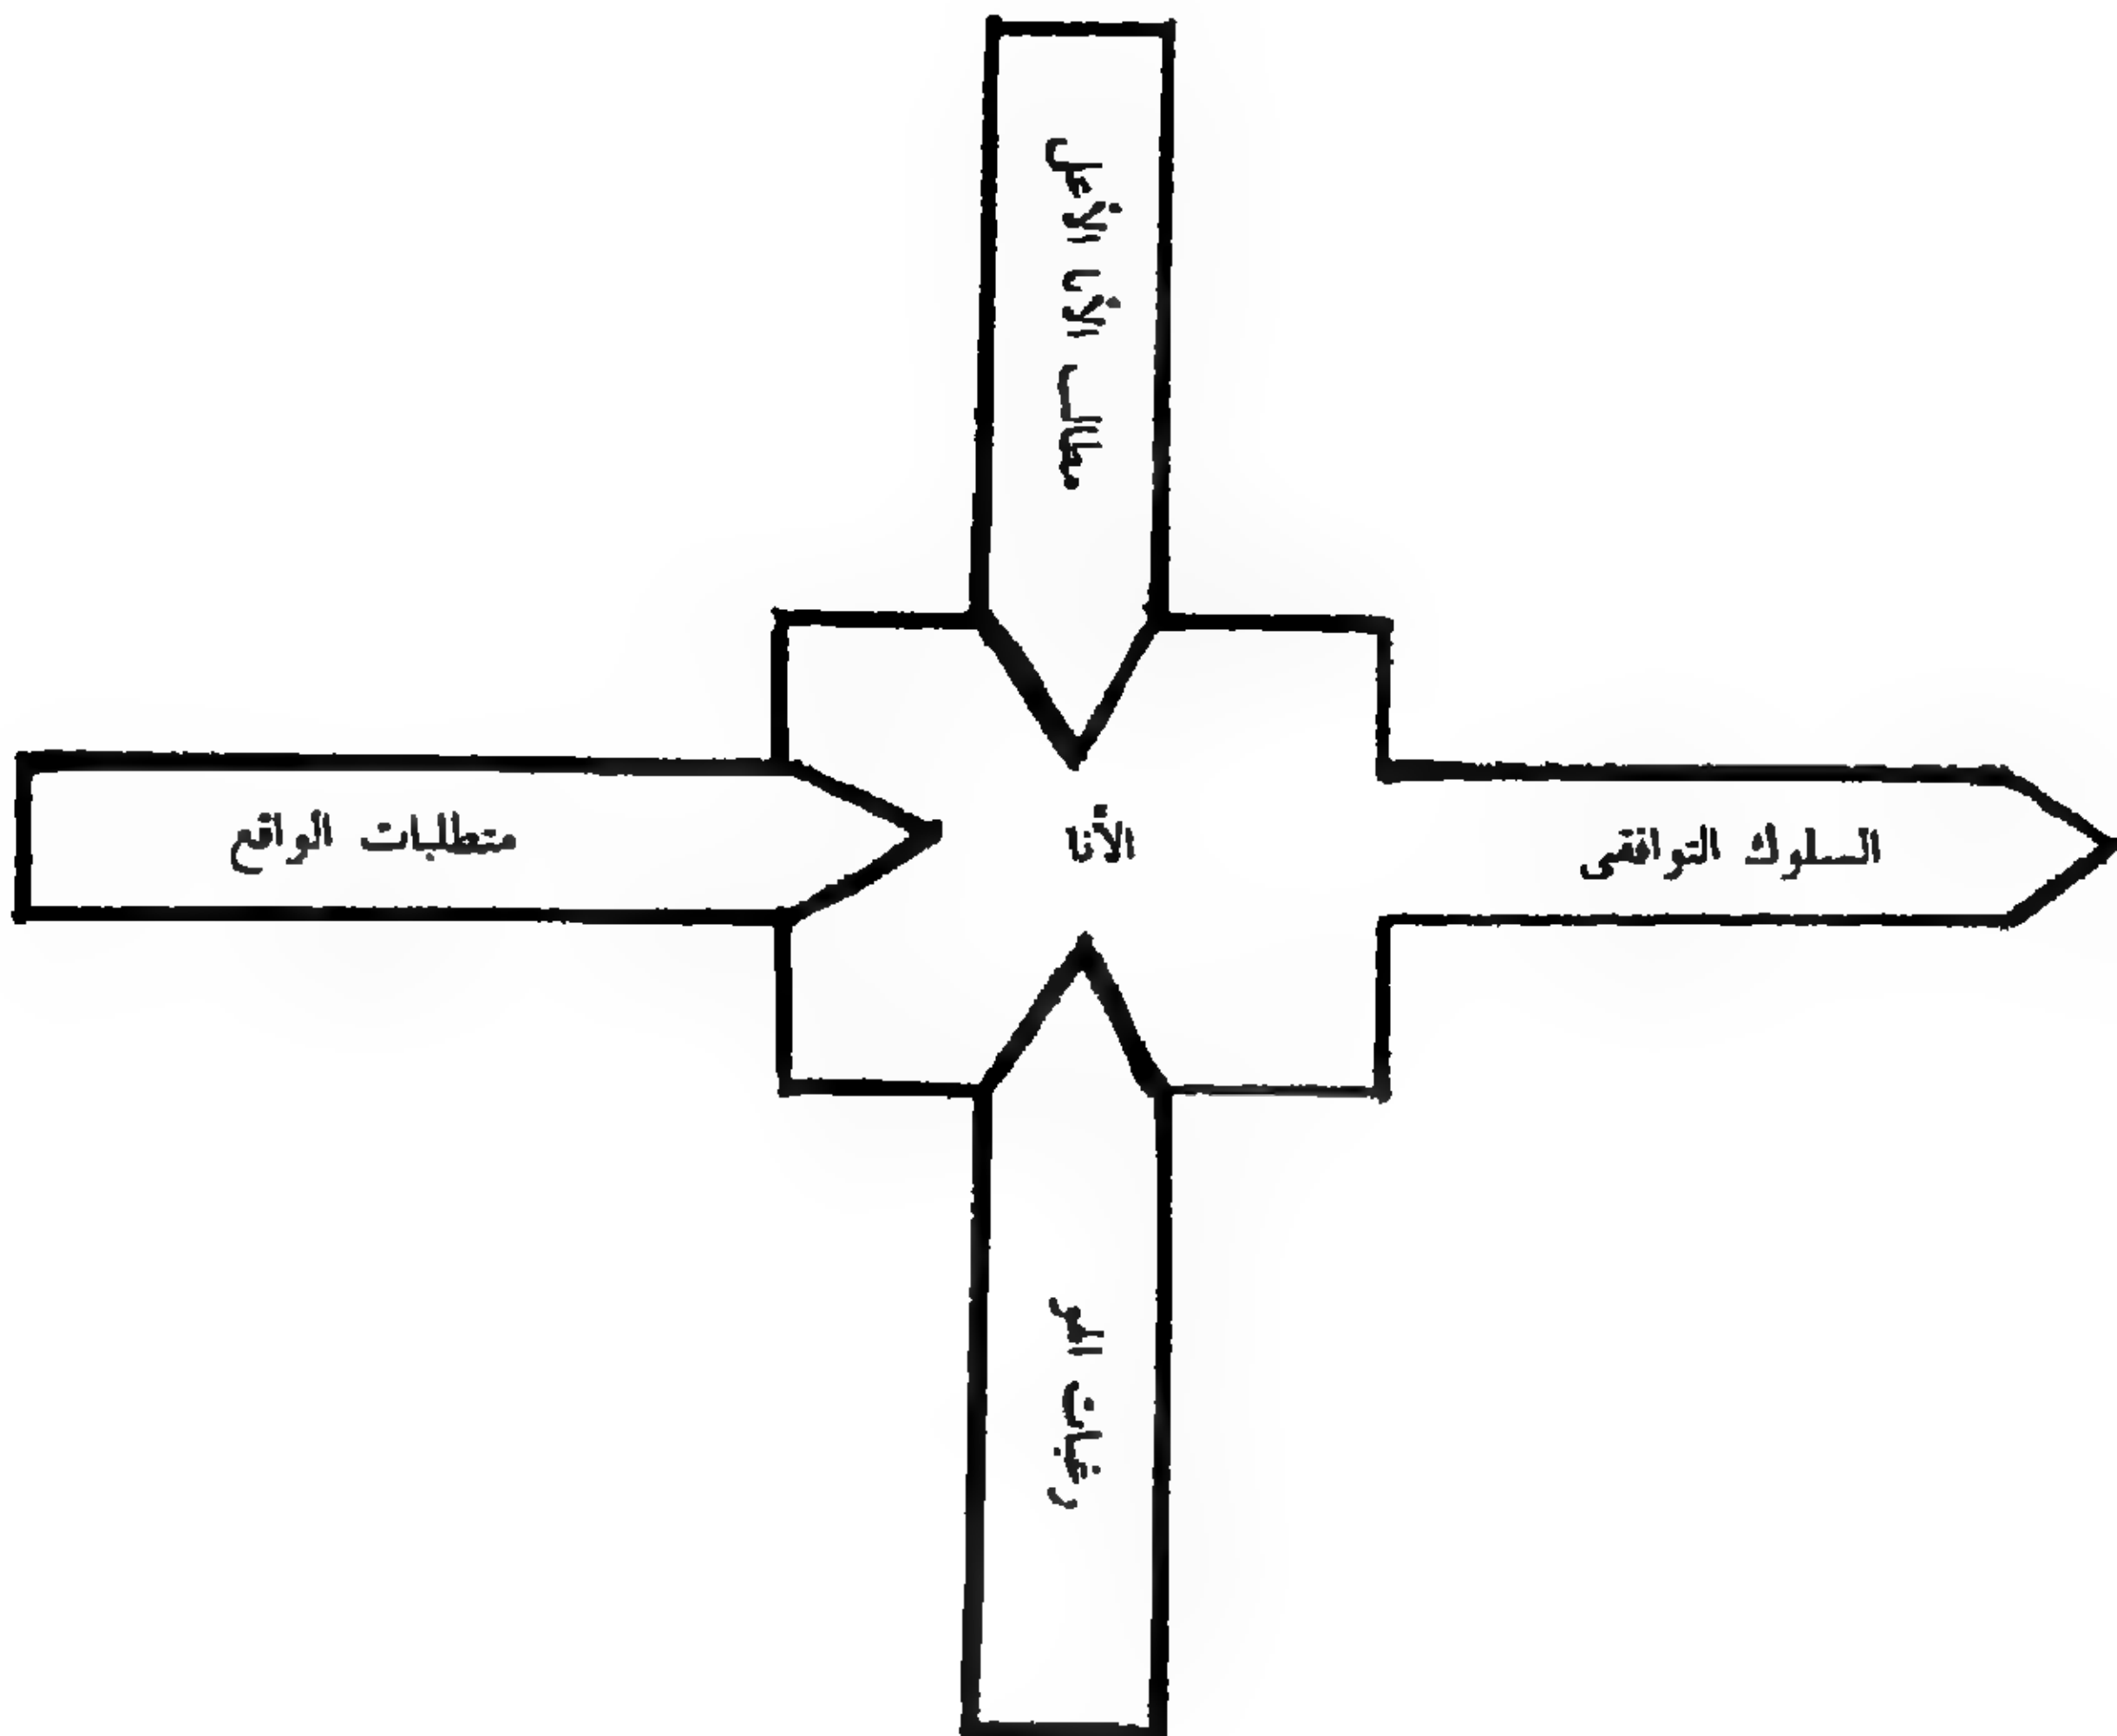 مطالب الأنا الأعلى
متطلبات الواقع
الأنا
السلوك التوافقى
رغبات الهو